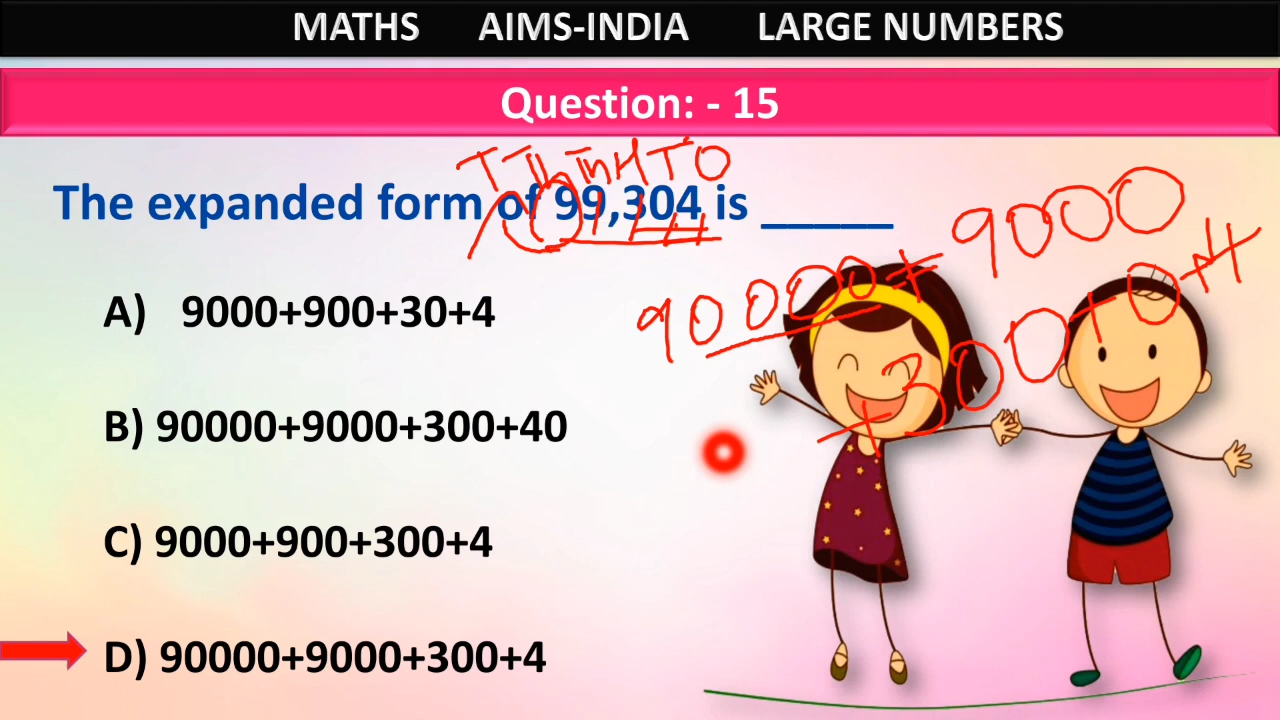 MATHS AIMS-INDIA LARGE NUMBERS
Question: - 15
T Th Th H T O
The expanded form of 99,304 is _____
90000+9000
+300+0+4
A) 9000+900+30+4
B) 90000+9000+300+40
C) 9000+900+300+4
D) 90000+9000+300+4